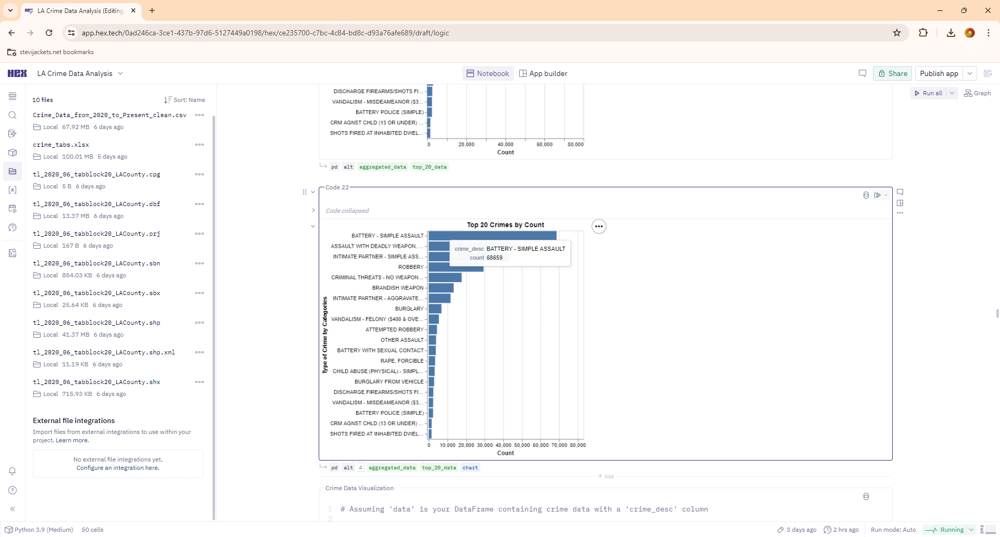 LA Crime Data Analysis (Editing
app.hex.tech/0ad246ca-3ce1-437b-97d6-5127449a0198/hex/ce235700-c7bc-4c84-bd8c-d93a76afe689/draft/logic
stevijackets.net bookmarks
HEX
LA Crime Data Analysis
Notebook
App builder
Share
Publish app
10 files
Sort: Name
Crime_Data_from_2020_to_Present_clean.csv
Local 67.92 MB 6 days ago
crime_tabs.xlsx
Local 100.01 MB 5 days ago
tl_2020_06_tabblock20_LACounty.cpg
Local 5 B 6 days ago
tl_2020_06_tabblock20_LACounty.dbf
Local 13.37 MB 6 days ago
tl_2020_06_tabblock20_LACounty.prj
Local 167 B 6 days ago
tl_2020_06_tabblock20_LACounty.sbn
Local 854.03 KB 6 days ago
tl_2020_06_tabblock20_LACounty.sbx
Local 25.64 KB 6 days ago
tl_2020_06_tabblock20_LACounty.shp
Local 41.37 MB 6 days ago
tl_2020_06_tabblock20_LACounty.shp.xml
Local 11.19 KB 6 days ago
tl_2020_06_tabblock20_LACounty.shx
Local 715.93 KB 6 days ago
External file integrations
Import files from external integrations to use within your
project. Learn more.
No external file integrations yet.
Configure an integration here.
Run all
Graph
DISCHARGE FIREARMS/SHOTS FI...
VANDALISM - MISDEAMEANOR ($3...
BATTERY POLICE (SIMPLE)
CRM AGNST CHLD (13 OR UNDER) ...
SHOTS FIRED AT INHABITED DWEL...
0 20,000 40,000 60,000 80,000
Count
pd alt aggregated_data top_20_data
Code 22
Code collapsed
Top 20 Crimes by Count
Type of Crime by Categories
BATTERY - SIMPLE ASSAULT
ASSAULT WITH DEADLY WEAPON, ...
INTIMATE PARTNER - SIMPLE ASS...
ROBBERY
CRIMINAL THREATS - NO WEAPON...
BRANDISH WEAPON
INTIMATE PARTNER - AGGRAVATE...
BURGLARY
VANDALISM - FELONY ($400 & OVE...
ATTEMPTED ROBBERY
OTHER ASSAULT
BATTERY WITH SEXUAL CONTACT
RAPE, FORCIBLE
CHILD ABUSE (PHYSICAL) - SIMPL...
BURGLARY FROM VEHICLE
DISCHARGE FIREARMS/SHOTS FI...
VANDALISM - MISDEAMEANOR ($3...
BATTERY POLICE (SIMPLE)
CRM AGNST CHLD (13 OR UNDER) ...
SHOTS FIRED AT INHABITED DWEL...
crime_desc BATTERY - SIMPLE ASSAULT
count 68659
0 10,000 20,000 30,000 40,000 50,000 60,000 70,000 80,000
Count
pd alt 4 aggregated_data top_20_data chart
+ Add
Crime Data Visualization
1 # Assuming 'data' is your DataFrame containing crime data with a 'crime_desc' column
2
Python 3.9 (Medium)
50 cells
3 days ago
2 hrs ago
Run mode: Auto
Running
MEM